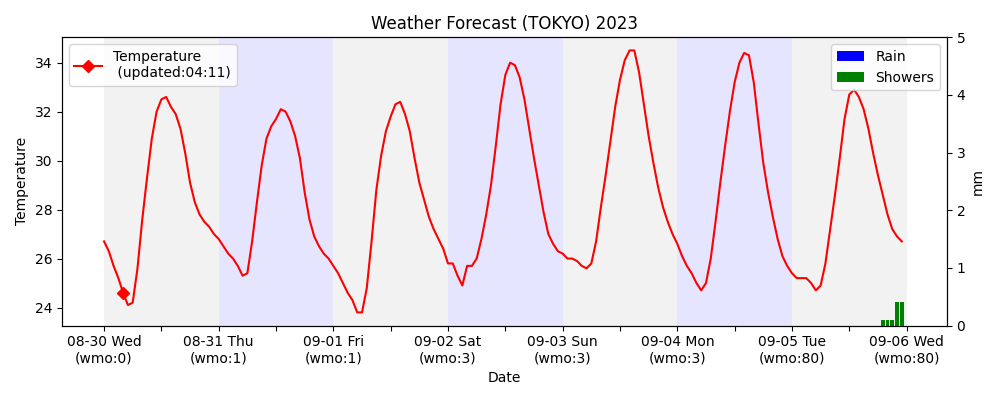 Weather Forecast (TOKYO) 2023
Temperature
(updated:04:11)
Rain
Showers
Temperature
34
32
30
28
26
24
5
4
3
2
1
0
mm
08-30 Wed
(wmo:0)
08-31 Thu
(wmo:1)
09-01 Fri
(wmo:1)
09-02 Sat
(wmo:3)
09-03 Sun
(wmo:3)
09-04 Mon
(wmo:3)
09-05 Tue
(wmo:80)
09-06 Wed
(wmo:80)
Date